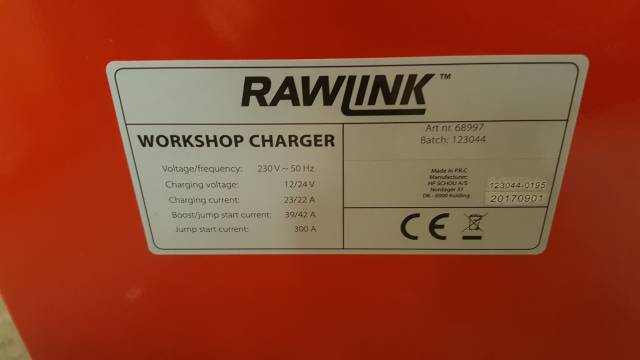 RAWLINK™
WORKSHOP CHARGER
Voltage/frequency: 230 V ~ 50 Hz
Charging voltage: 12/24 V
Charging current: 23/22 A
Boost/jump start current: 39/42 A
Jump start current: 300 A
Art nr. 68997
Batch: 123044
Made in P.R.C
Manufacturer:
HP SCHOU A/S
Nordager 31
DK - 6000 Kolding
123044-0195
20170901
CE